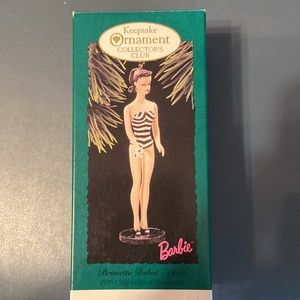 Keepsake
Ornament
COLLECTOR'S
CLUB
Barbie
Brunette Debut - 1959
1995 Club Edition Ornament